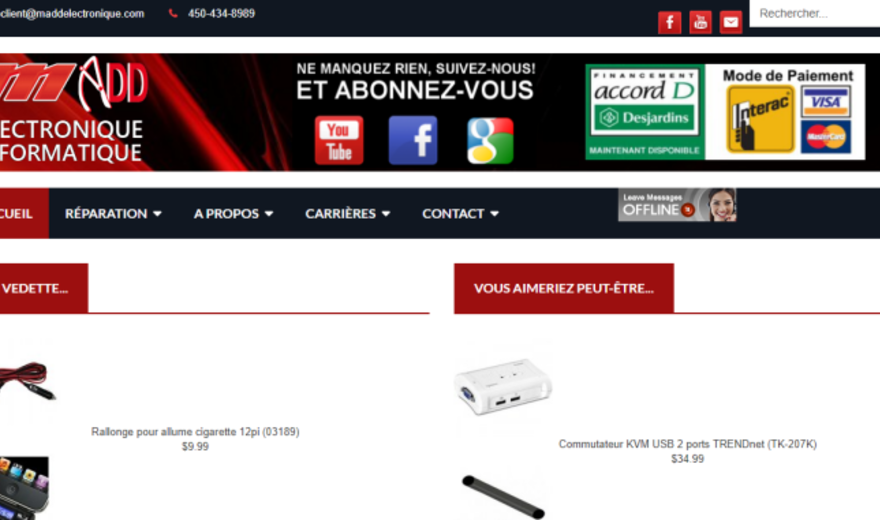 client@maddelectronique.com
450-434-8989
Rechercher...
mADD
ECTRONIQUE
FORMATIQUE
NE MANQUEZ RIEN, SUIVEZ-NOUS!
ET ABONNEZ-VOUS
You
Tube
f
g
FINANCEMENT
accord D
Desjardins
MAINTENANT DISPONIBLE
Mode de Paiement
Interac
VISA
MasterCard
CUEIL
RÉPARATION
A PROPOS
CARRIÈRES
CONTACT
Leave Messages
OFFLINE
VEDETTE...
VOUS AIMERIEZ PEUT-ÊTRE...
Rallonge pour allume cigarette 12pi (03189)
$9.99
Commutateur KVM USB 2 ports TRENDnet (TK-207K)
$34.99